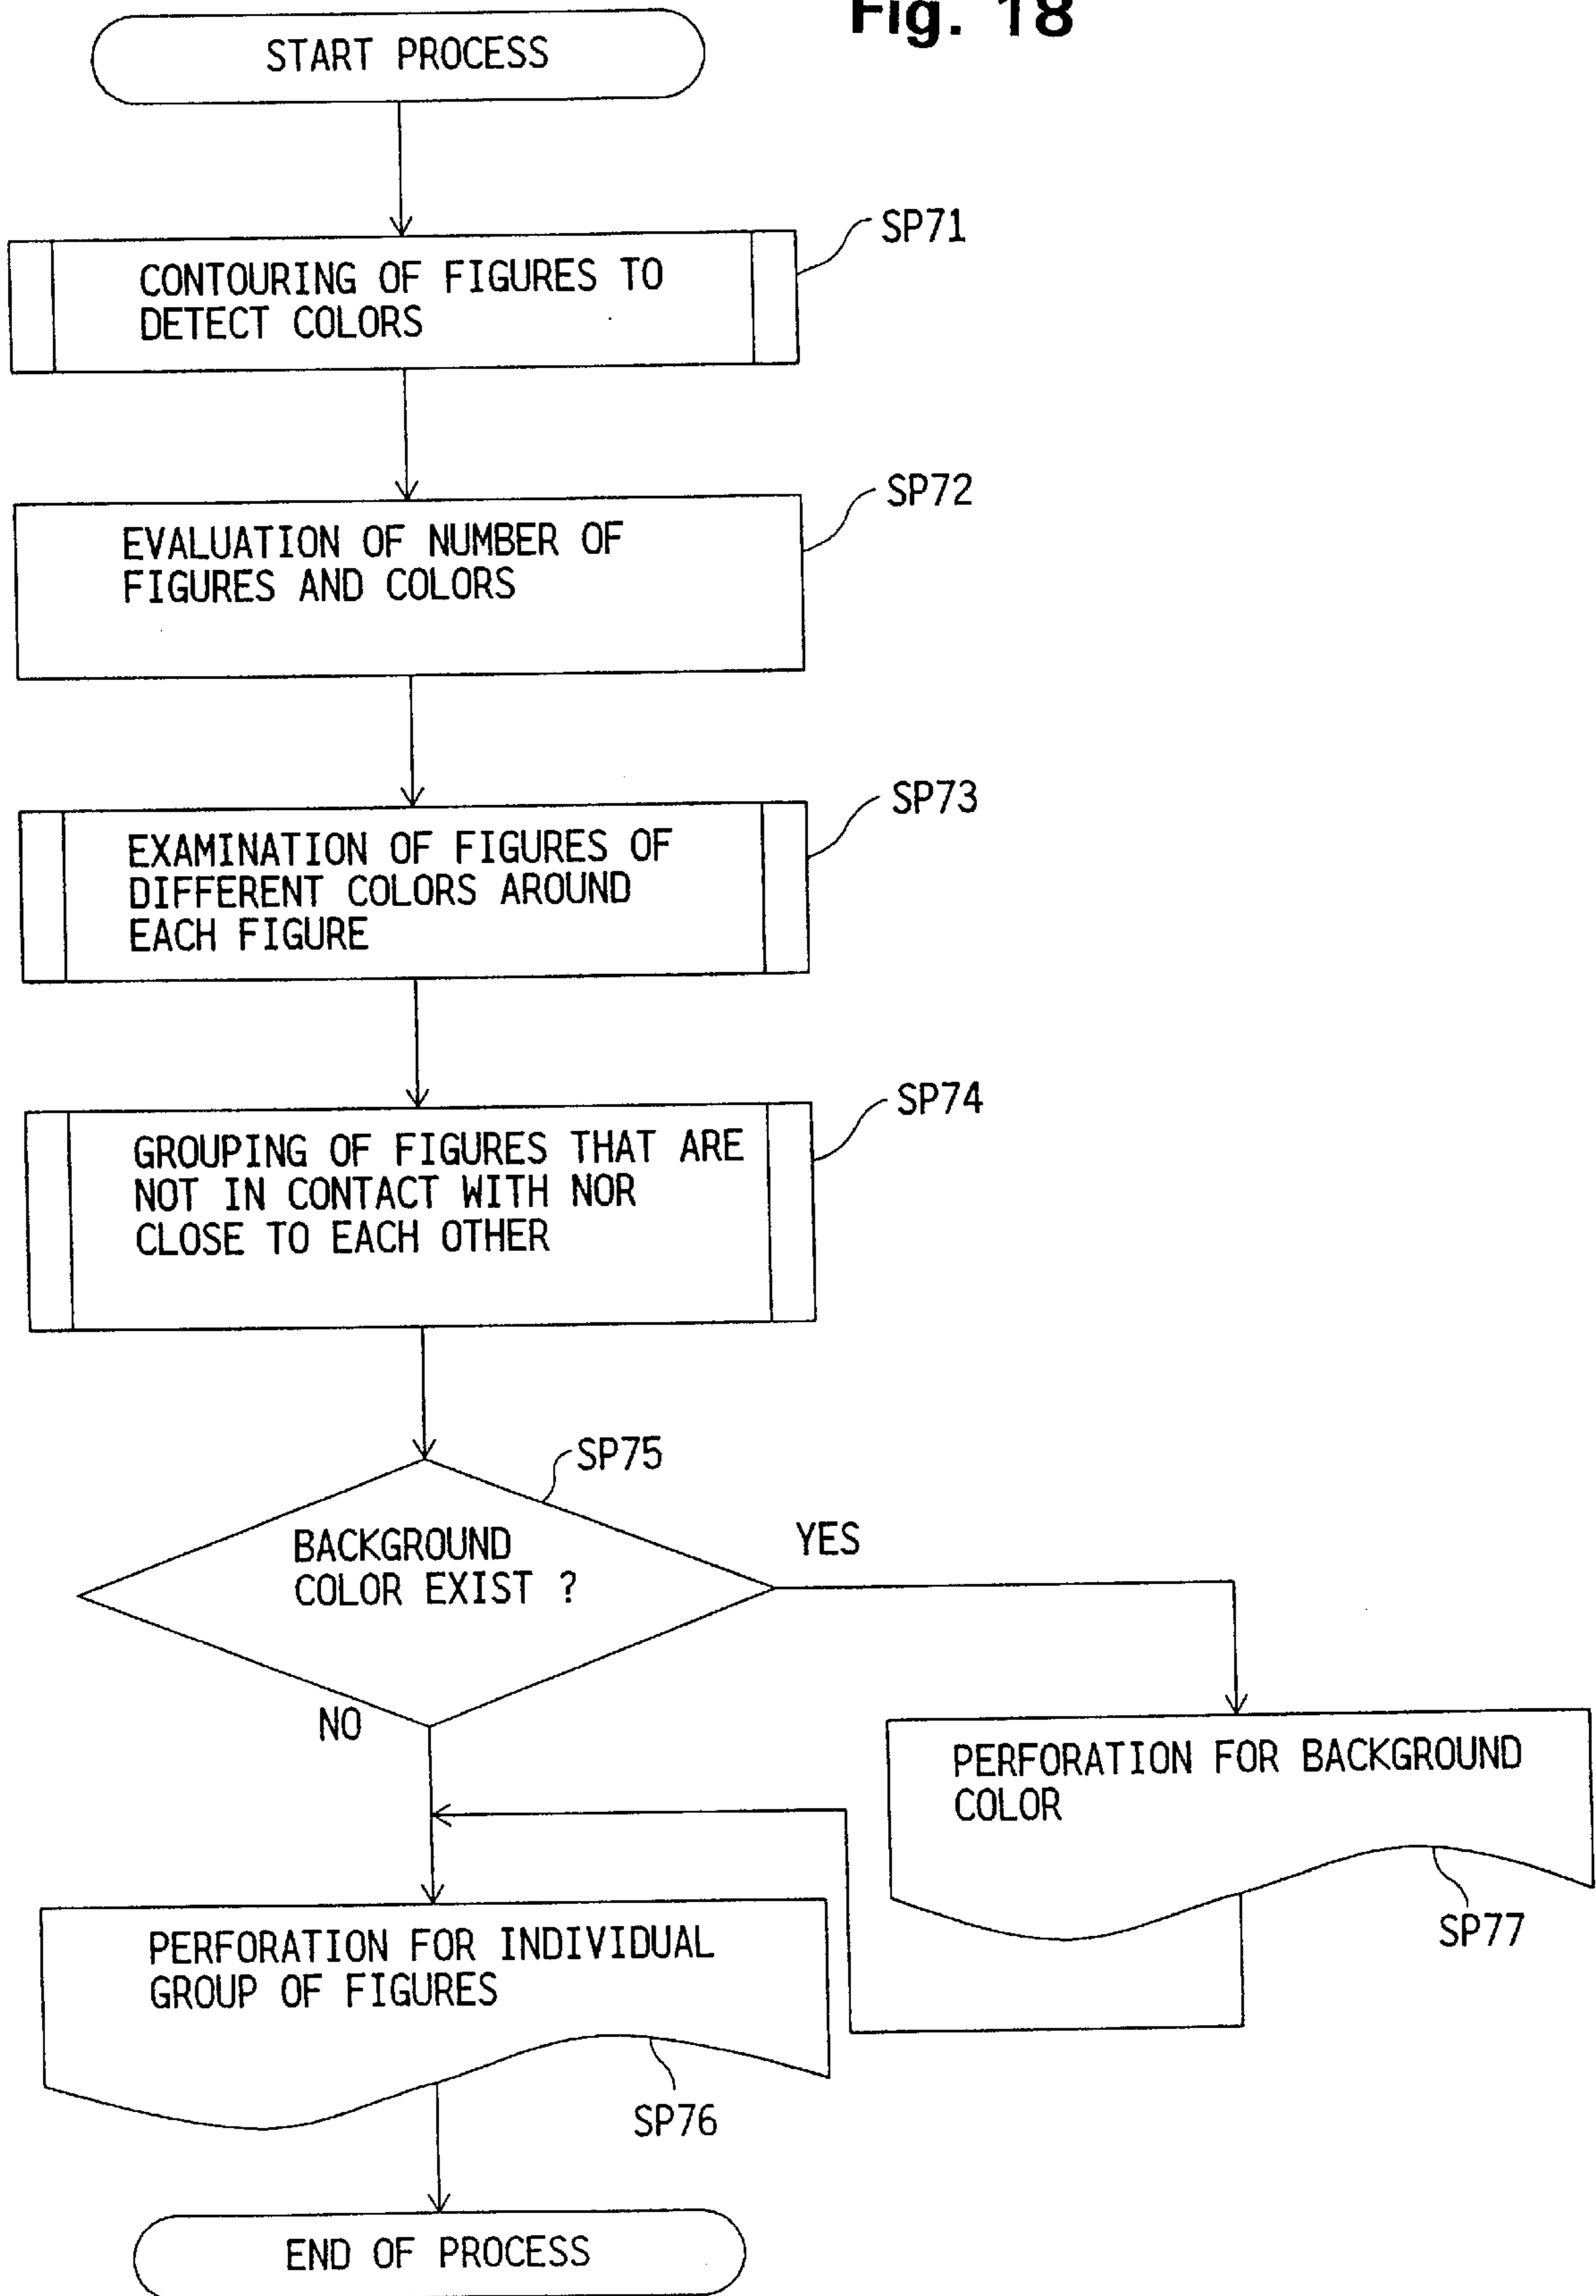 Fig. 18
START PROCESS
SP71
CONTOURING OF FIGURES TO
DETECT COLORS
SP72
EVALUATION OF NUMBER OF
FIGURES AND COLORS
SP73
EXAMINATION OF FIGURES OF
DIFFERENT COLORS AROUND
EACH FIGURE
SP74
GROUPING OF FIGURES THAT ARE
NOT IN CONTACT WITH NOR
CLOSE TO EACH OTHER
SP75
BACKGROUND
COLOR EXIST ?
YES
NO
PERFORATION FOR BACKGROUND
COLOR
SP77
PERFORATION FOR INDIVIDUAL
GROUP OF FIGURES
SP76
END OF PROCESS